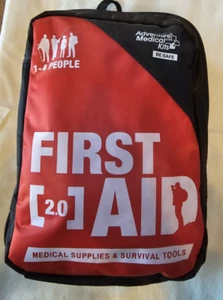 Adventure
Medical
Kits
BE SAFE
1-4 PEOPLE
FIRST
[2.0] AID
MEDICAL SUPPLIES & SURVIVAL TOOLS